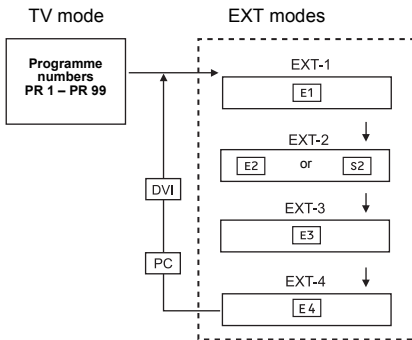 TV mode
EXT modes
Programme
numbers
PR 1 – PR 99
EXT-1
E1
EXT-2
E2 or S2
DVI
EXT-3
E3
PC
EXT-4
E4